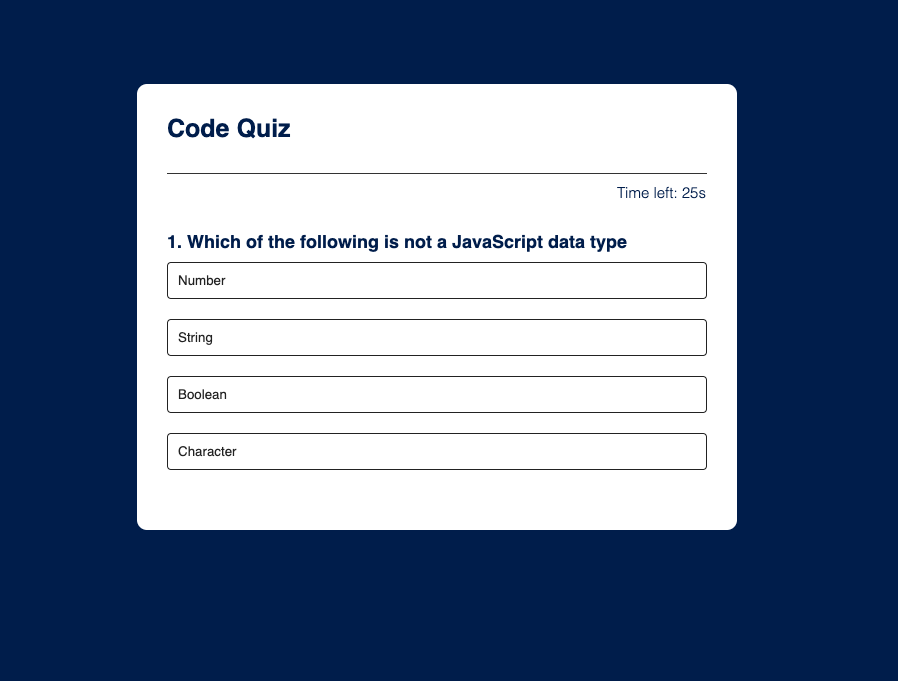 Code Quiz
Time left: 25s
1. Which of the following is not a JavaScript data type
Number
String
Boolean
Character